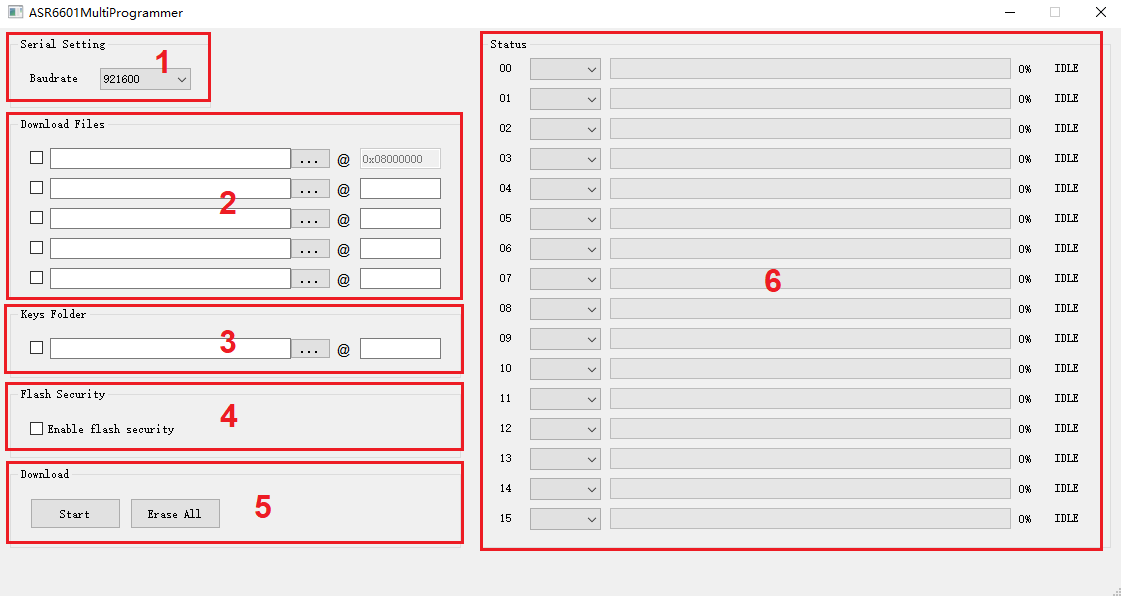 ASR6601MultiProgrammer
Serial Setting
1
Baudrate 921600
Download Files
... @ 0x08000000
... @
2
... @
... @
... @
Keys Folder
3
... @
Flash Security
4
Enable flash security
Download
5
Start Erase All
Status
00 0% IDLE
01 0% IDLE
02 0% IDLE
03 0% IDLE
04 0% IDLE
05 0% IDLE
06 0% IDLE
07 0% IDLE
6
08 0% IDLE
09 0% IDLE
10 0% IDLE
11 0% IDLE
12 0% IDLE
13 0% IDLE
14 0% IDLE
15 0% IDLE